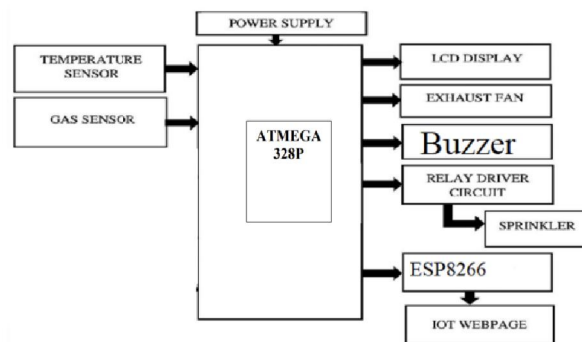 POWER SUPPLY
TEMPERATURE
SENSOR
GAS SENSOR
ATMEGA
328P
LCD DISPLAY
EXHAUST FAN
Buzzer
RELAY DRIVER
CIRCUIT
SPRINKLER
ESP8266
IOT WEBPAGE